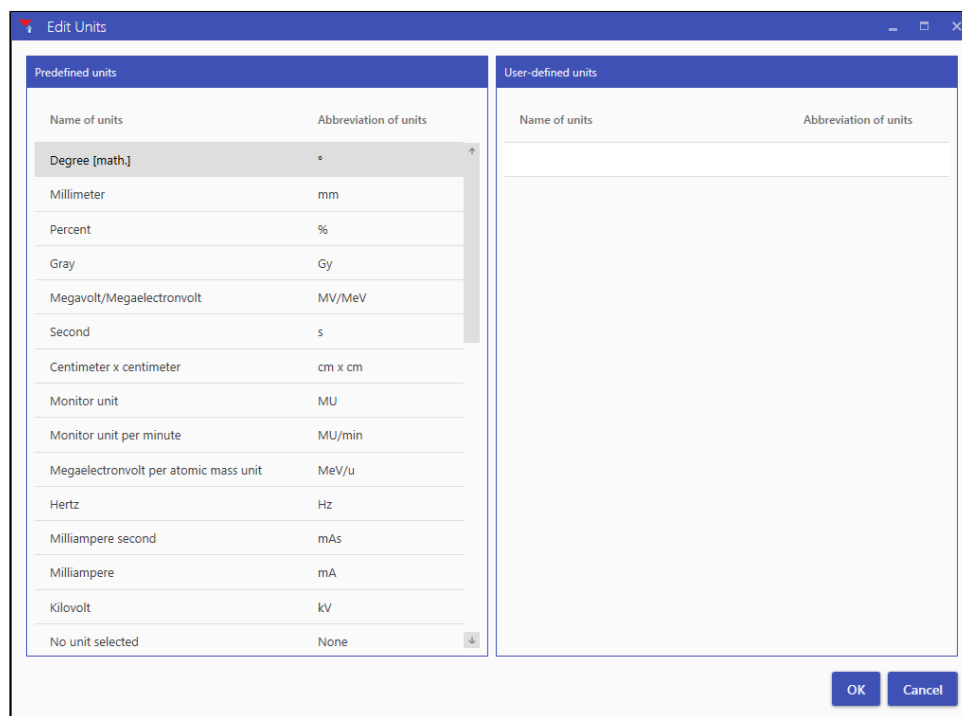 Edit Units
Predefined units
Name of units Abbreviation of units
Degree [math.] °
Millimeter mm
Percent %
Gray Gy
Megavolt/Megaelectronvolt MV/MeV
Second s
Centimeter x centimeter cm x cm
Monitor unit MU
Monitor unit per minute MU/min
Megaelectronvolt per atomic mass unit MeV/u
Hertz Hz
Milliampere second mAs
Milliampere mA
Kilovolt kV
No unit selected None
User-defined units
Name of units Abbreviation of units
OK Cancel